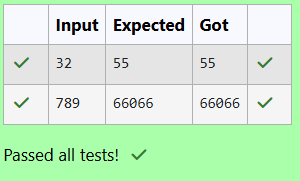 Input Expected Got
32 55 55
789 66066 66066
Passed all tests!